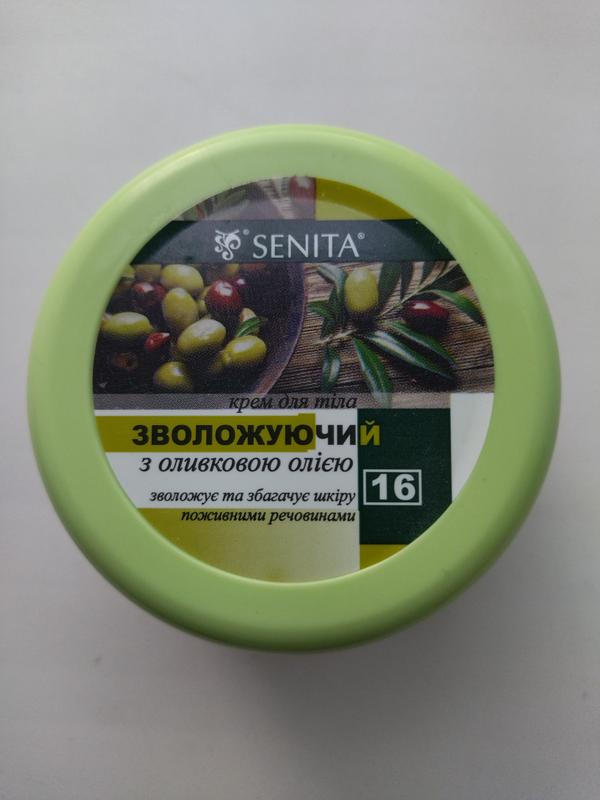 ® SENITA®
крем для тіла
ЗВОЛОЖУЮЧИЙ
з оливковою олією
зволожує та збагачує шкіру
поживними речовинами
16